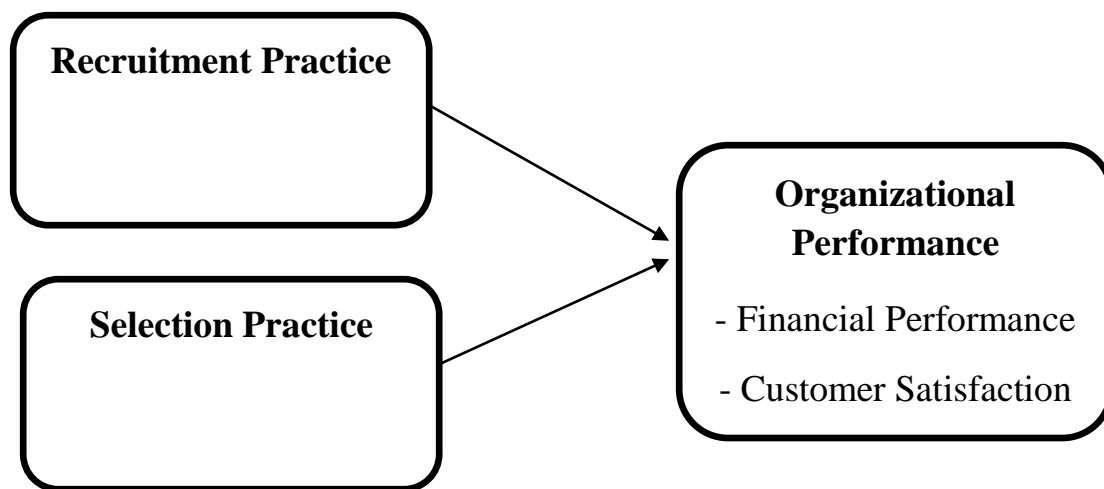 Recruitment Practice
Selection Practice
Organizational
Performance
- Financial Performance
- Customer Satisfaction